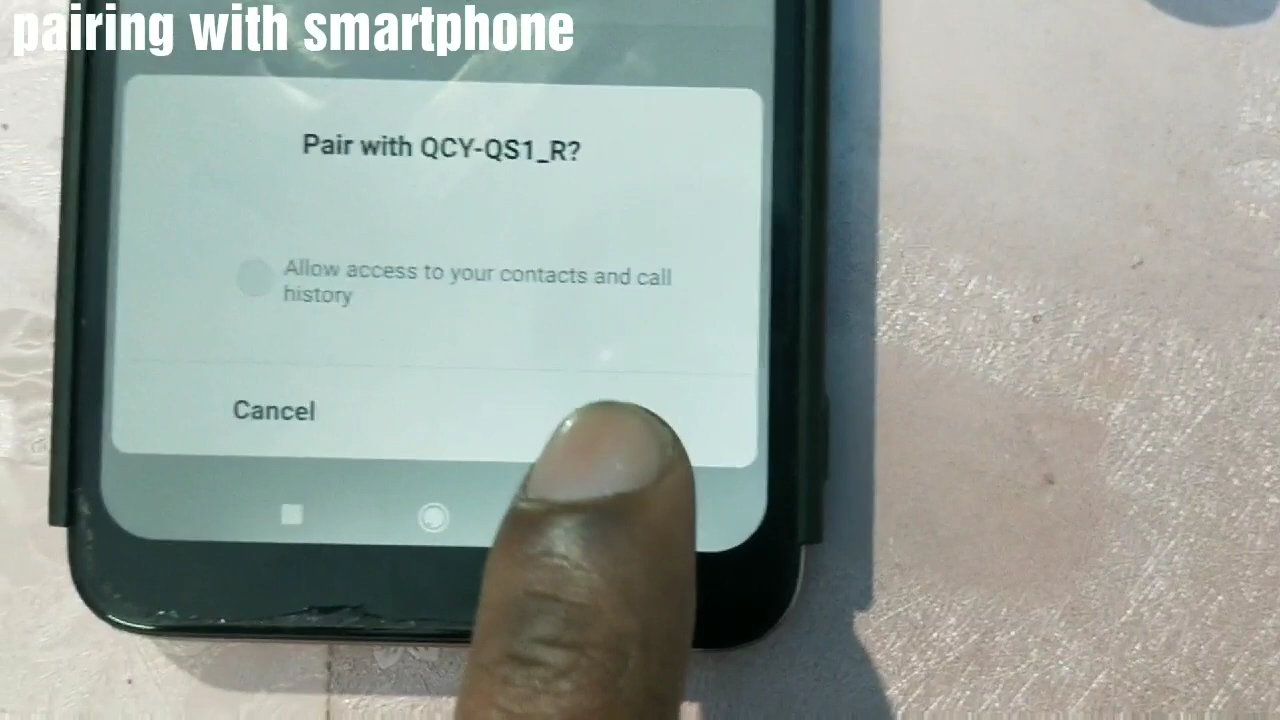 pairing with smartphone
Pair with QCY-QS1_R?
Allow access to your contacts and call
history
Cancel